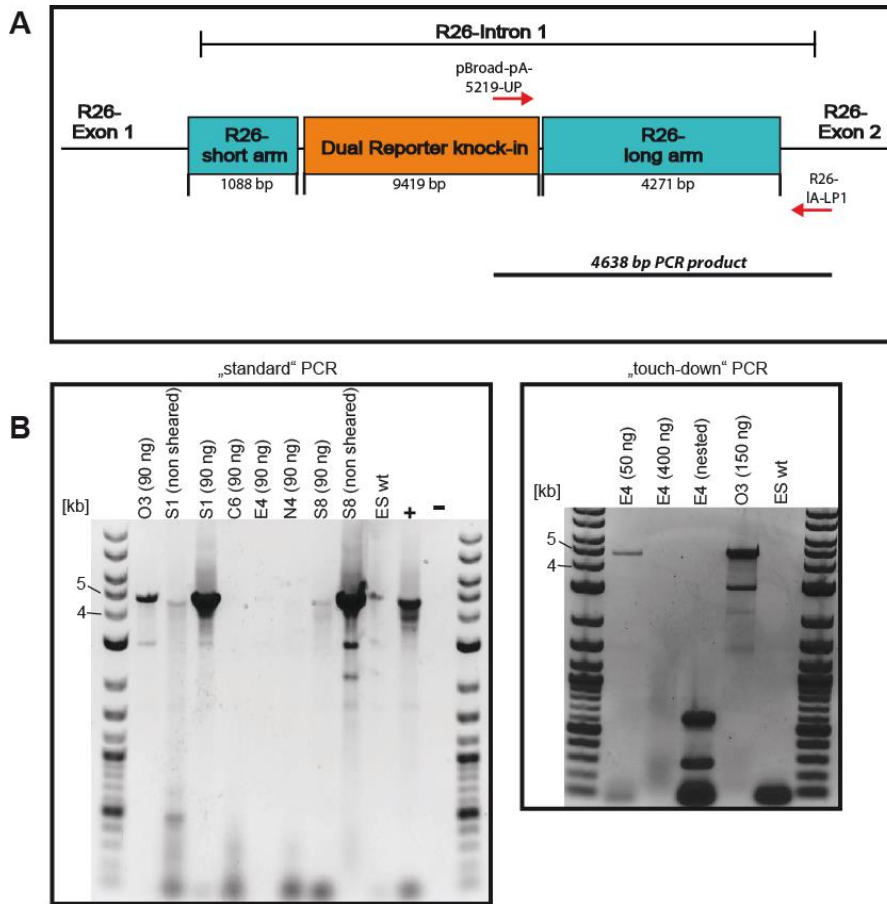 A
R26-Intron 1
pBroad-pA-
5219-UP
R26-
Exon 1
R26-
short arm
Dual Reporter knock-in
R26-
long arm
R26-
Exon 2
1088 bp
9419 bp
4271 bp
R26-
lA-LP1
4638 bp PCR product
„standard“ PCR
„touch-down“ PCR
B
[kb]
O3 (90 ng)
S1 (non sheared)
S1 (90 ng)
C6 (90 ng)
E4 (90 ng)
N4 (90 ng)
S8 (90 ng)
S8 (non sheared)
ES wt
+
-
5
4
[kb]
E4 (50 ng)
E4 (400 ng)
E4 (nested)
O3 (150 ng)
ES wt
5
4